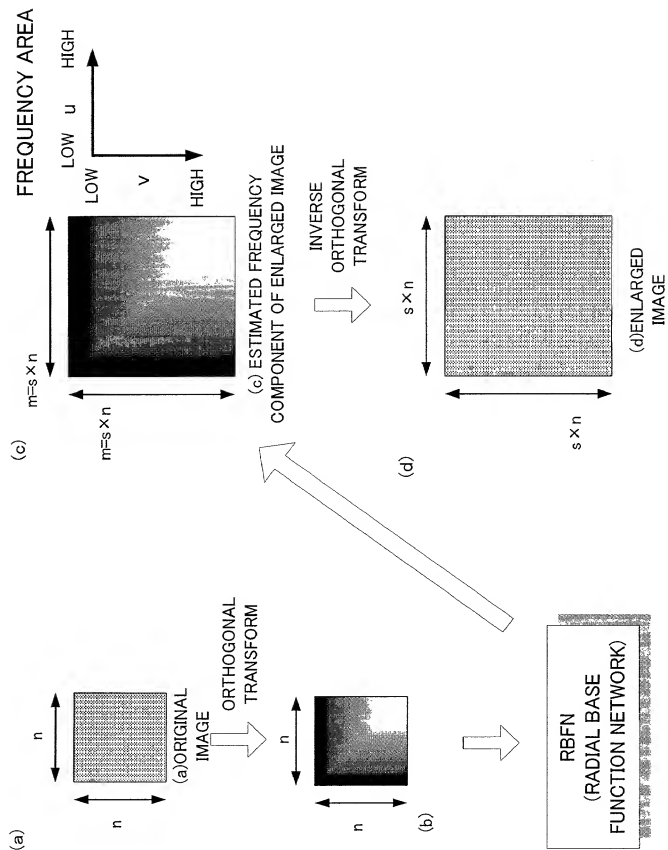 (a)
n
n
(a)ORIGINAL
IMAGE
ORTHOGONAL
TRANSFORM
n
n
(b)
RBFN
(RADIAL BASE
FUNCTION NETWORK)
(c)
m=s×n
m=s×n
FREQUENCY AREA
LOW u HIGH
LOW
v
HIGH
(c) ESTIMATED FREQUENCY
COMPONENT OF ENLARGED IMAGE
INVERSE
ORTHOGONAL
TRANSFORM
(d)
s×n
s×n
(d)ENLARGED
IMAGE